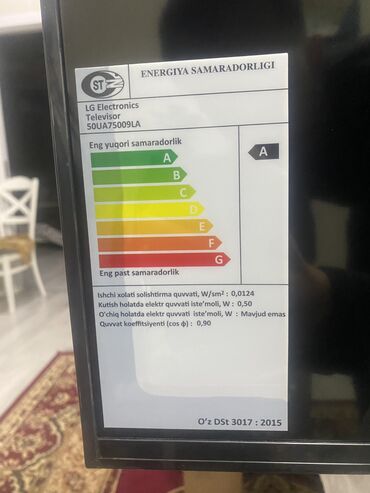 ST
ENERGIYA SAMARADORLIGI
LG Electronics
Televisor
50UA75009LA
Eng yuqori samaradorlik
A
A
B
C
D
E
F
G
Eng past samaradorlik
Ishchi xolati solishtirma quvvati, W/sm² : 0,0124
Kutish holatda elektr quvvati iste'moli, W : 0,50
O'chiq holatda elektr quvvati iste'moli, W : Mavjud emas
Quvvat koeffitsiyenti (cos ф) : 0,90
O'z DSt 3017 : 2015